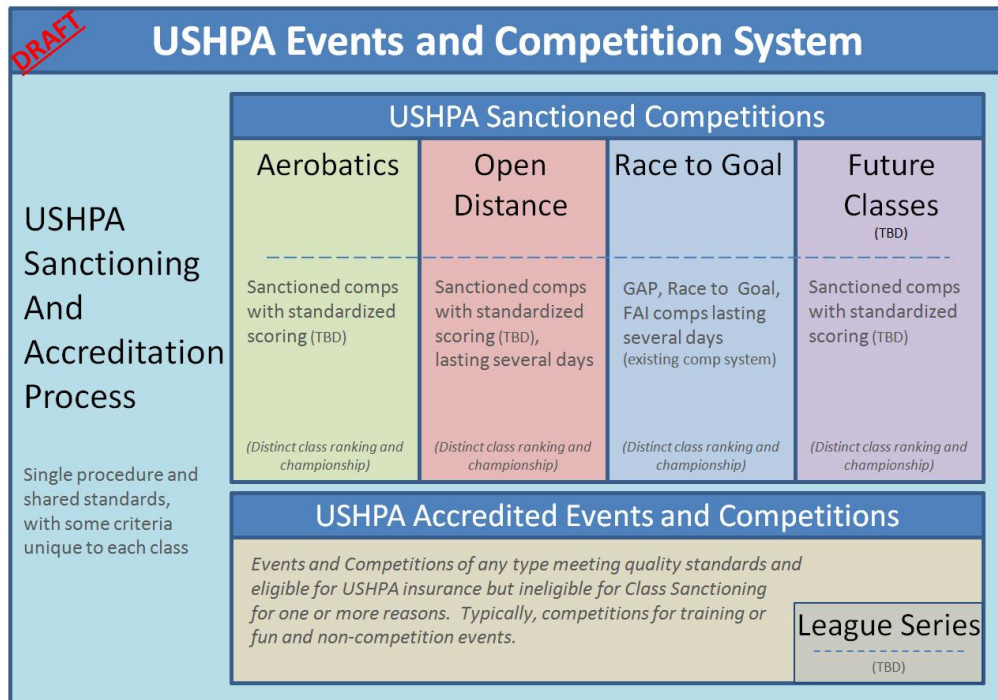 DRAFT
USHPA Events and Competition System
USHPA
Sanctioning
And
Accreditation
Process
Single procedure and
shared standards,
with some criteria
unique to each class
USHPA Sanctioned Competitions
Aerobatics
Sanctioned comps
with standardized
scoring (TBD)
(Distinct class ranking and
championship)
Open
Distance
Sanctioned comps
with standardized
scoring (TBD),
lasting several days
(Distinct class ranking and
championship)
Race to Goal
GAP, Race to Goal,
FAI comps lasting
several days
(existing comp system)
(Distinct class ranking and
championship)
Future
Classes
(TBD)
Sanctioned comps
with standardized
scoring (TBD)
(Distinct class ranking and
championship)
USHPA Accredited Events and Competitions
Events and Competitions of any type meeting quality standards and
eligible for USHPA insurance but ineligible for Class Sanctioning
for one or more reasons. Typically, competitions for training or
fun and non-competition events.
League Series
(TBD)